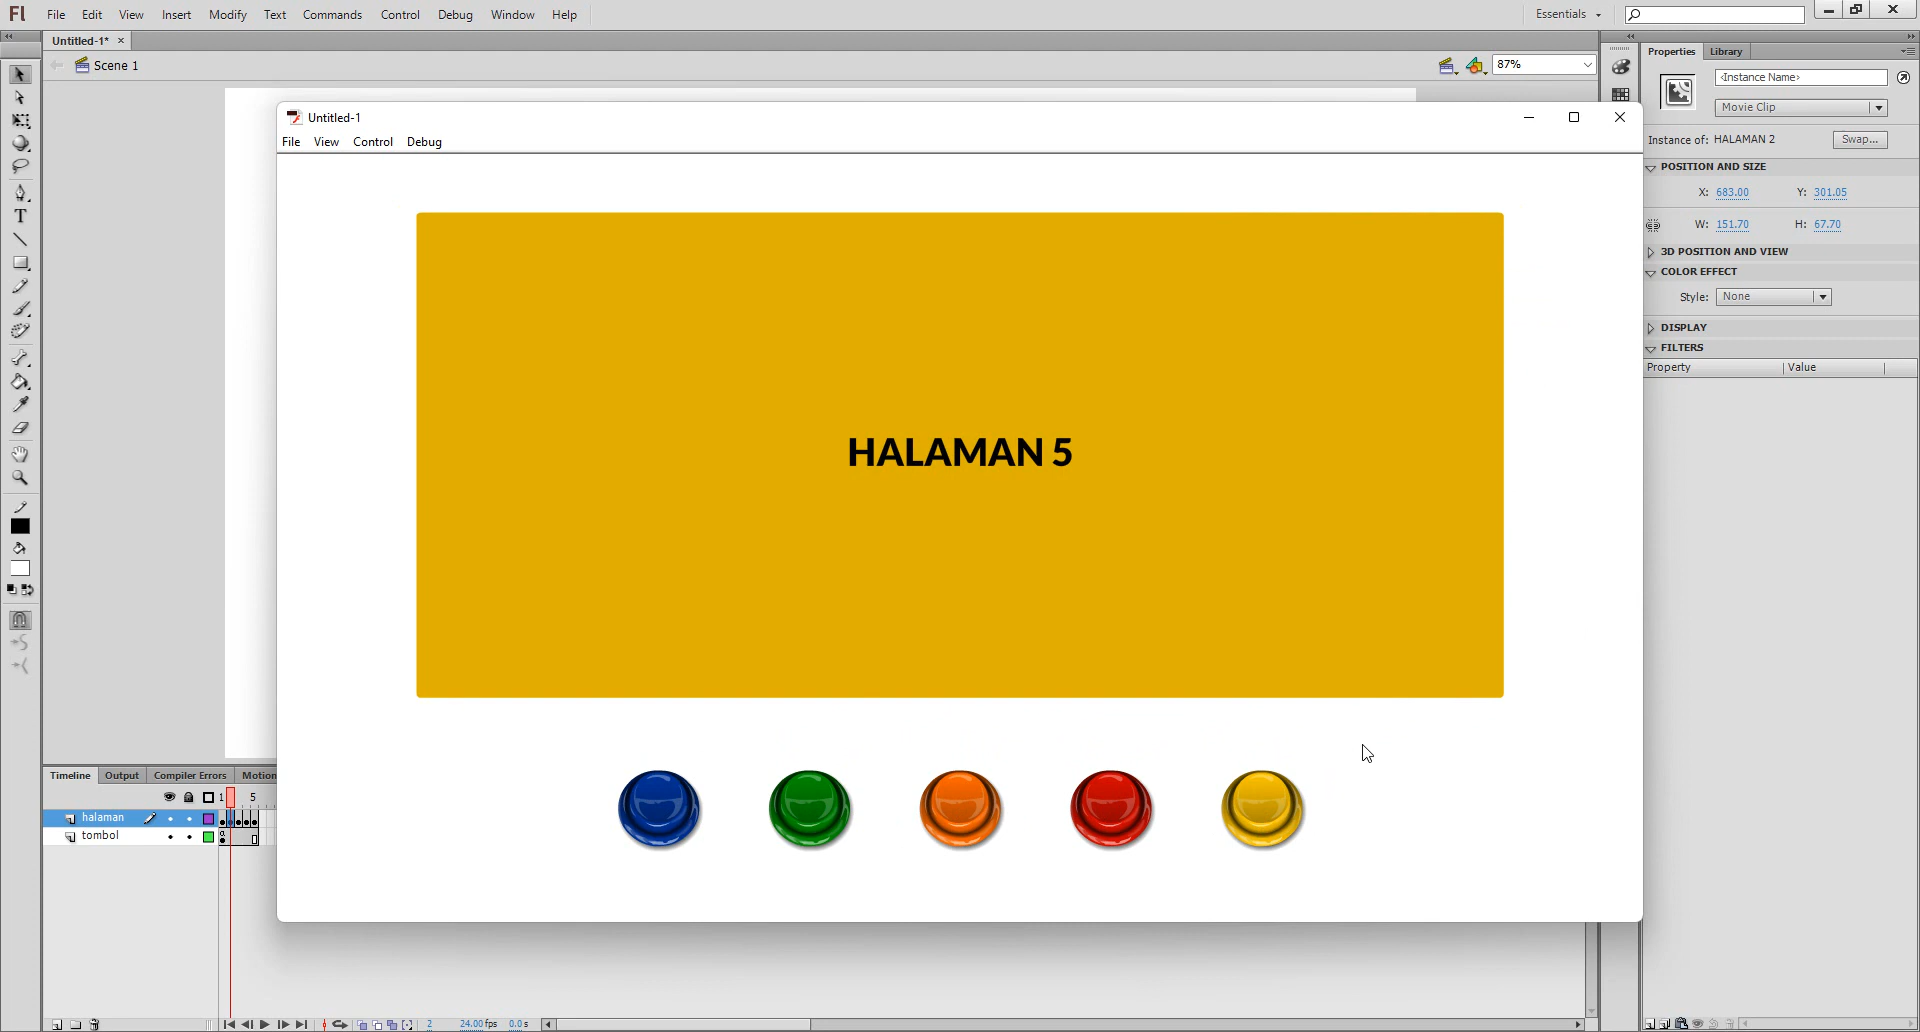 Fl File Edit View Insert Modify Text Commands Control Debug Window Help Essentials
Untitled-1* ×
Scene 1
87%
Untitled-1
File View Control Debug
HALAMAN 5
Properties Library
<Instance Name>
Movie Clip
Instance of: HALAMAN 2 Swap...
POSITION AND SIZE
X: 683.00 Y: 301.05
W: 151.70 H: 67.70
3D POSITION AND VIEW
COLOR EFFECT
Style: None
DISPLAY
FILTERS
Property Value
Timeline Output Compiler Errors Motion
1 5
halaman
tombol
2 24.00 fps 0.0 s